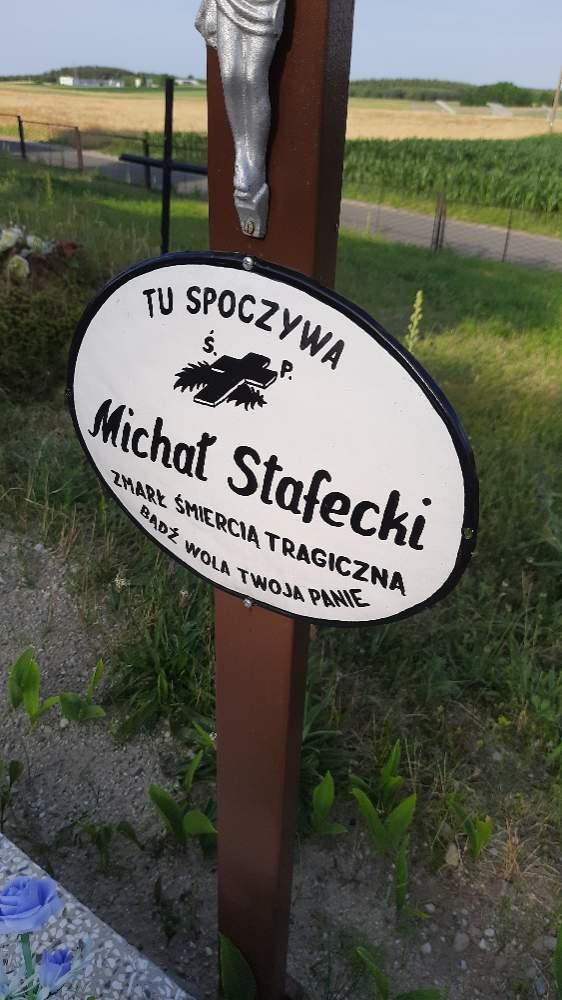 TU SPOCZYWA
Ś. P.
Michał Stafecki
ZMARŁ ŚMIERCIĄ TRAGICZNĄ
BĄDŹ WOLA TWOJA PANIE